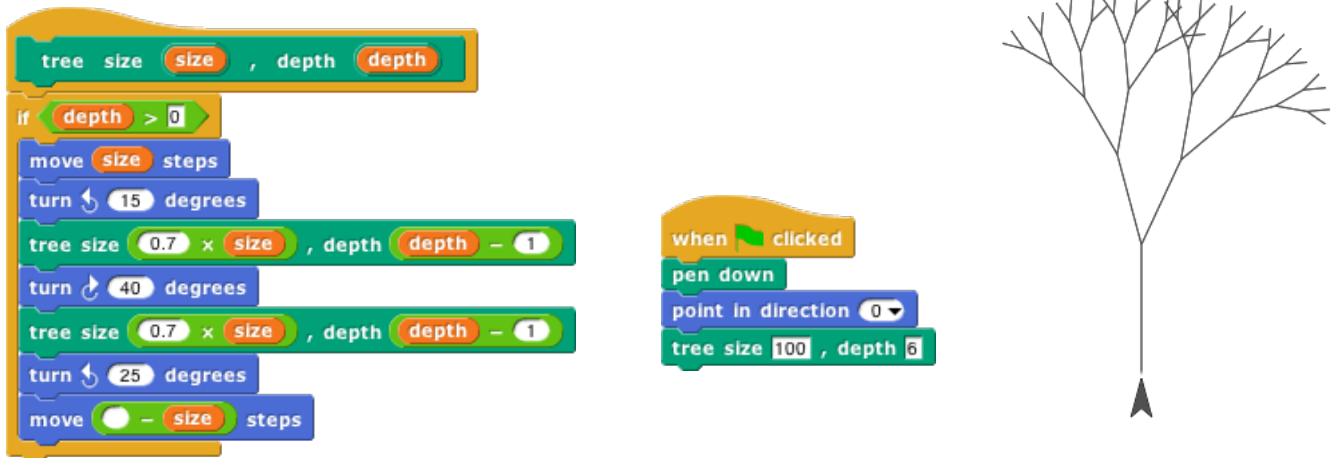 tree size size , depth depth
if depth > 0
move size steps
turn 15 degrees
tree size 0.7 × size , depth depth − 1
turn 40 degrees
tree size 0.7 × size , depth depth − 1
turn 25 degrees
move − size steps
when clicked
pen down
point in direction 0
tree size 100 , depth 6